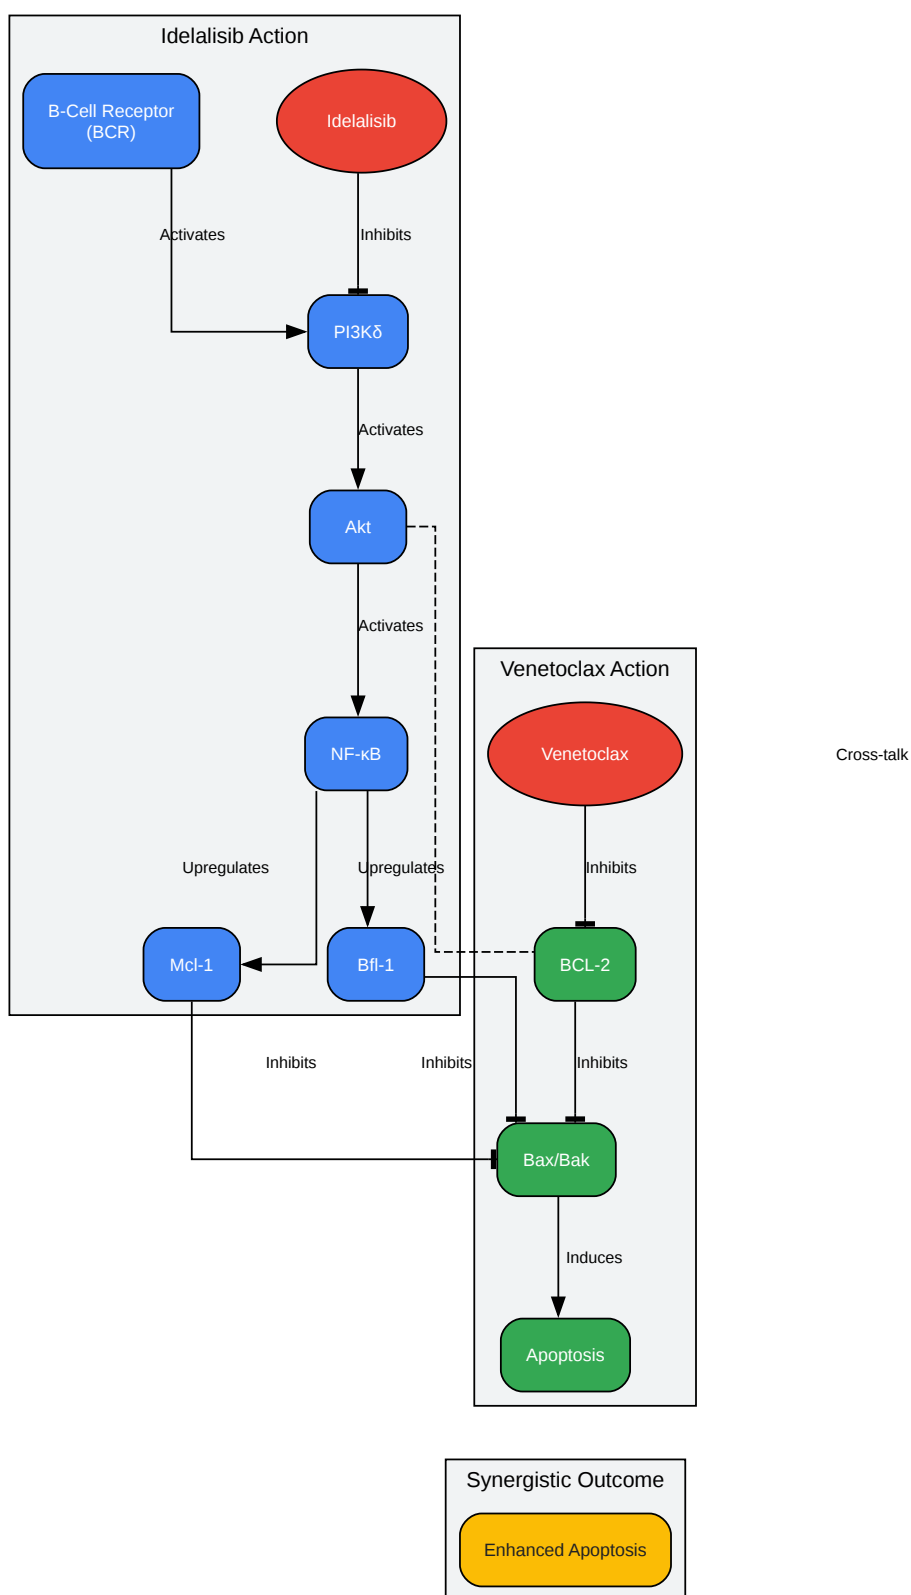 Idelalisib Action
B-Cell Receptor
(BCR)
Idelalisib
Activates
Inhibits
PI3Kδ
Activates
Akt
Activates
Venetoclax Action
NF-κB
Venetoclax
Cross-talk
Upregulates
Upregulates
Inhibits
Mcl-1
Bfl-1
BCL-2
Inhibits
Inhibits
Inhibits
Bax/Bak
Induces
Apoptosis
Synergistic Outcome
Enhanced Apoptosis